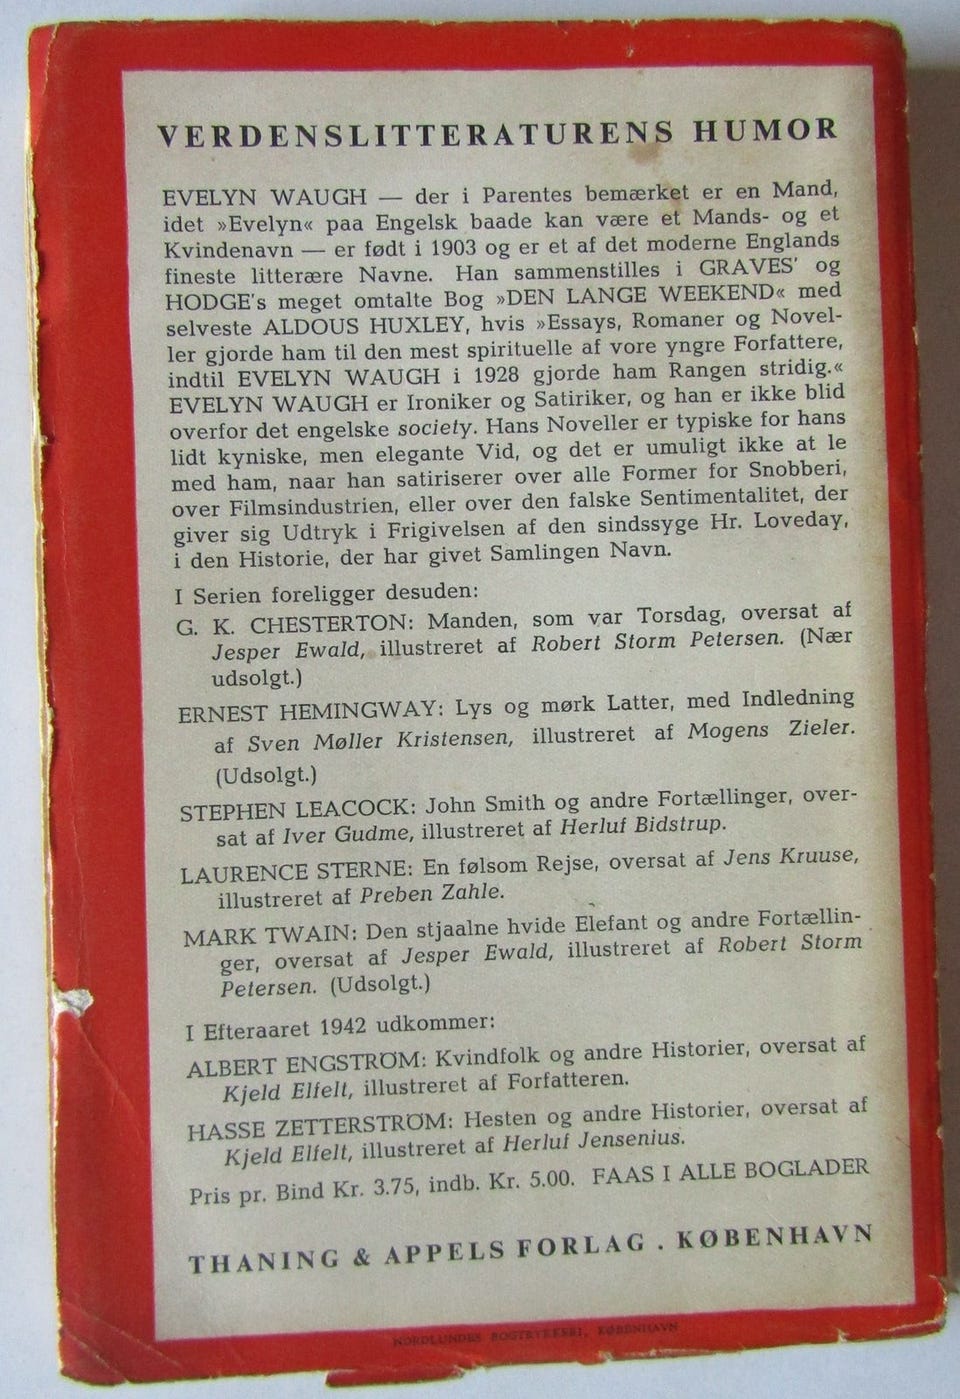 VERDENSLITTERATURENS HUMOR
EVELYN WAUGH — der i Parentes bemærket er en Mand,
idet »Evelyn« paa Engelsk baade kan være et Mands- og et
Kvindenavn — er født i 1903 og er et af det moderne Englands
fineste litterære Navne. Han sammenstilles i GRAVES' og
HODGE's meget omtalte Bog »DEN LANGE WEEKEND« med
selveste ALDOUS HUXLEY, hvis »Essays, Romaner og Novel-
ler gjorde ham til den mest spirituelle af vore yngre Forfattere,
indtil EVELYN WAUGH i 1928 gjorde ham Rangen stridig.«
EVELYN WAUGH er Ironiker og Satiriker, og han er ikke blid
overfor det engelske society. Hans Noveller er typiske for hans
lidt kyniske, men elegante Vid, og det er umuligt ikke at le
med ham, naar han satiriserer over alle Former for Snobberi,
over Filmsindustrien, eller over den falske Sentimentalitet, der
giver sig Udtryk i Frigivelsen af den sindssyge Hr. Loveday,
i den Historie, der har givet Samlingen Navn.
I Serien foreligger desuden:
G. K. CHESTERTON: Manden, som var Torsdag, oversat af
Jesper Ewald, illustreret af Robert Storm Petersen. (Nær
udsolgt.)
ERNEST HEMINGWAY: Lys og mørk Latter, med Indledning
af Sven Møller Kristensen, illustreret af Mogens Zieler.
(Udsolgt.)
STEPHEN LEACOCK: John Smith og andre Fortællinger, over-
sat af Iver Gudme, illustreret af Herluf Bidstrup.
LAURENCE STERNE: En følsom Rejse, oversat af Jens Kruuse,
illustreret af Preben Zahle.
MARK TWAIN: Den stjaalne hvide Elefant og andre Fortællin-
ger, oversat af Jesper Ewald, illustreret af Robert Storm
Petersen. (Udsolgt.)
I Efteraaret 1942 udkommer:
ALBERT ENGSTRÖM: Kvindfolk og andre Historier, oversat af
Kjeld Elfelt, illustreret af Forfatteren.
HASSE ZETTERSTRÖM: Hesten og andre Historier, oversat af
Kjeld Elfelt, illustreret af Herluf Jensenius.
Pris pr. Bind Kr. 3.75, indb. Kr. 5.00. FAAS I ALLE BOGLADER
THANING & APPELS FORLAG . KØBENHAVN
NORDLUNDES BOGTRYKKERI, KØBENHAVN